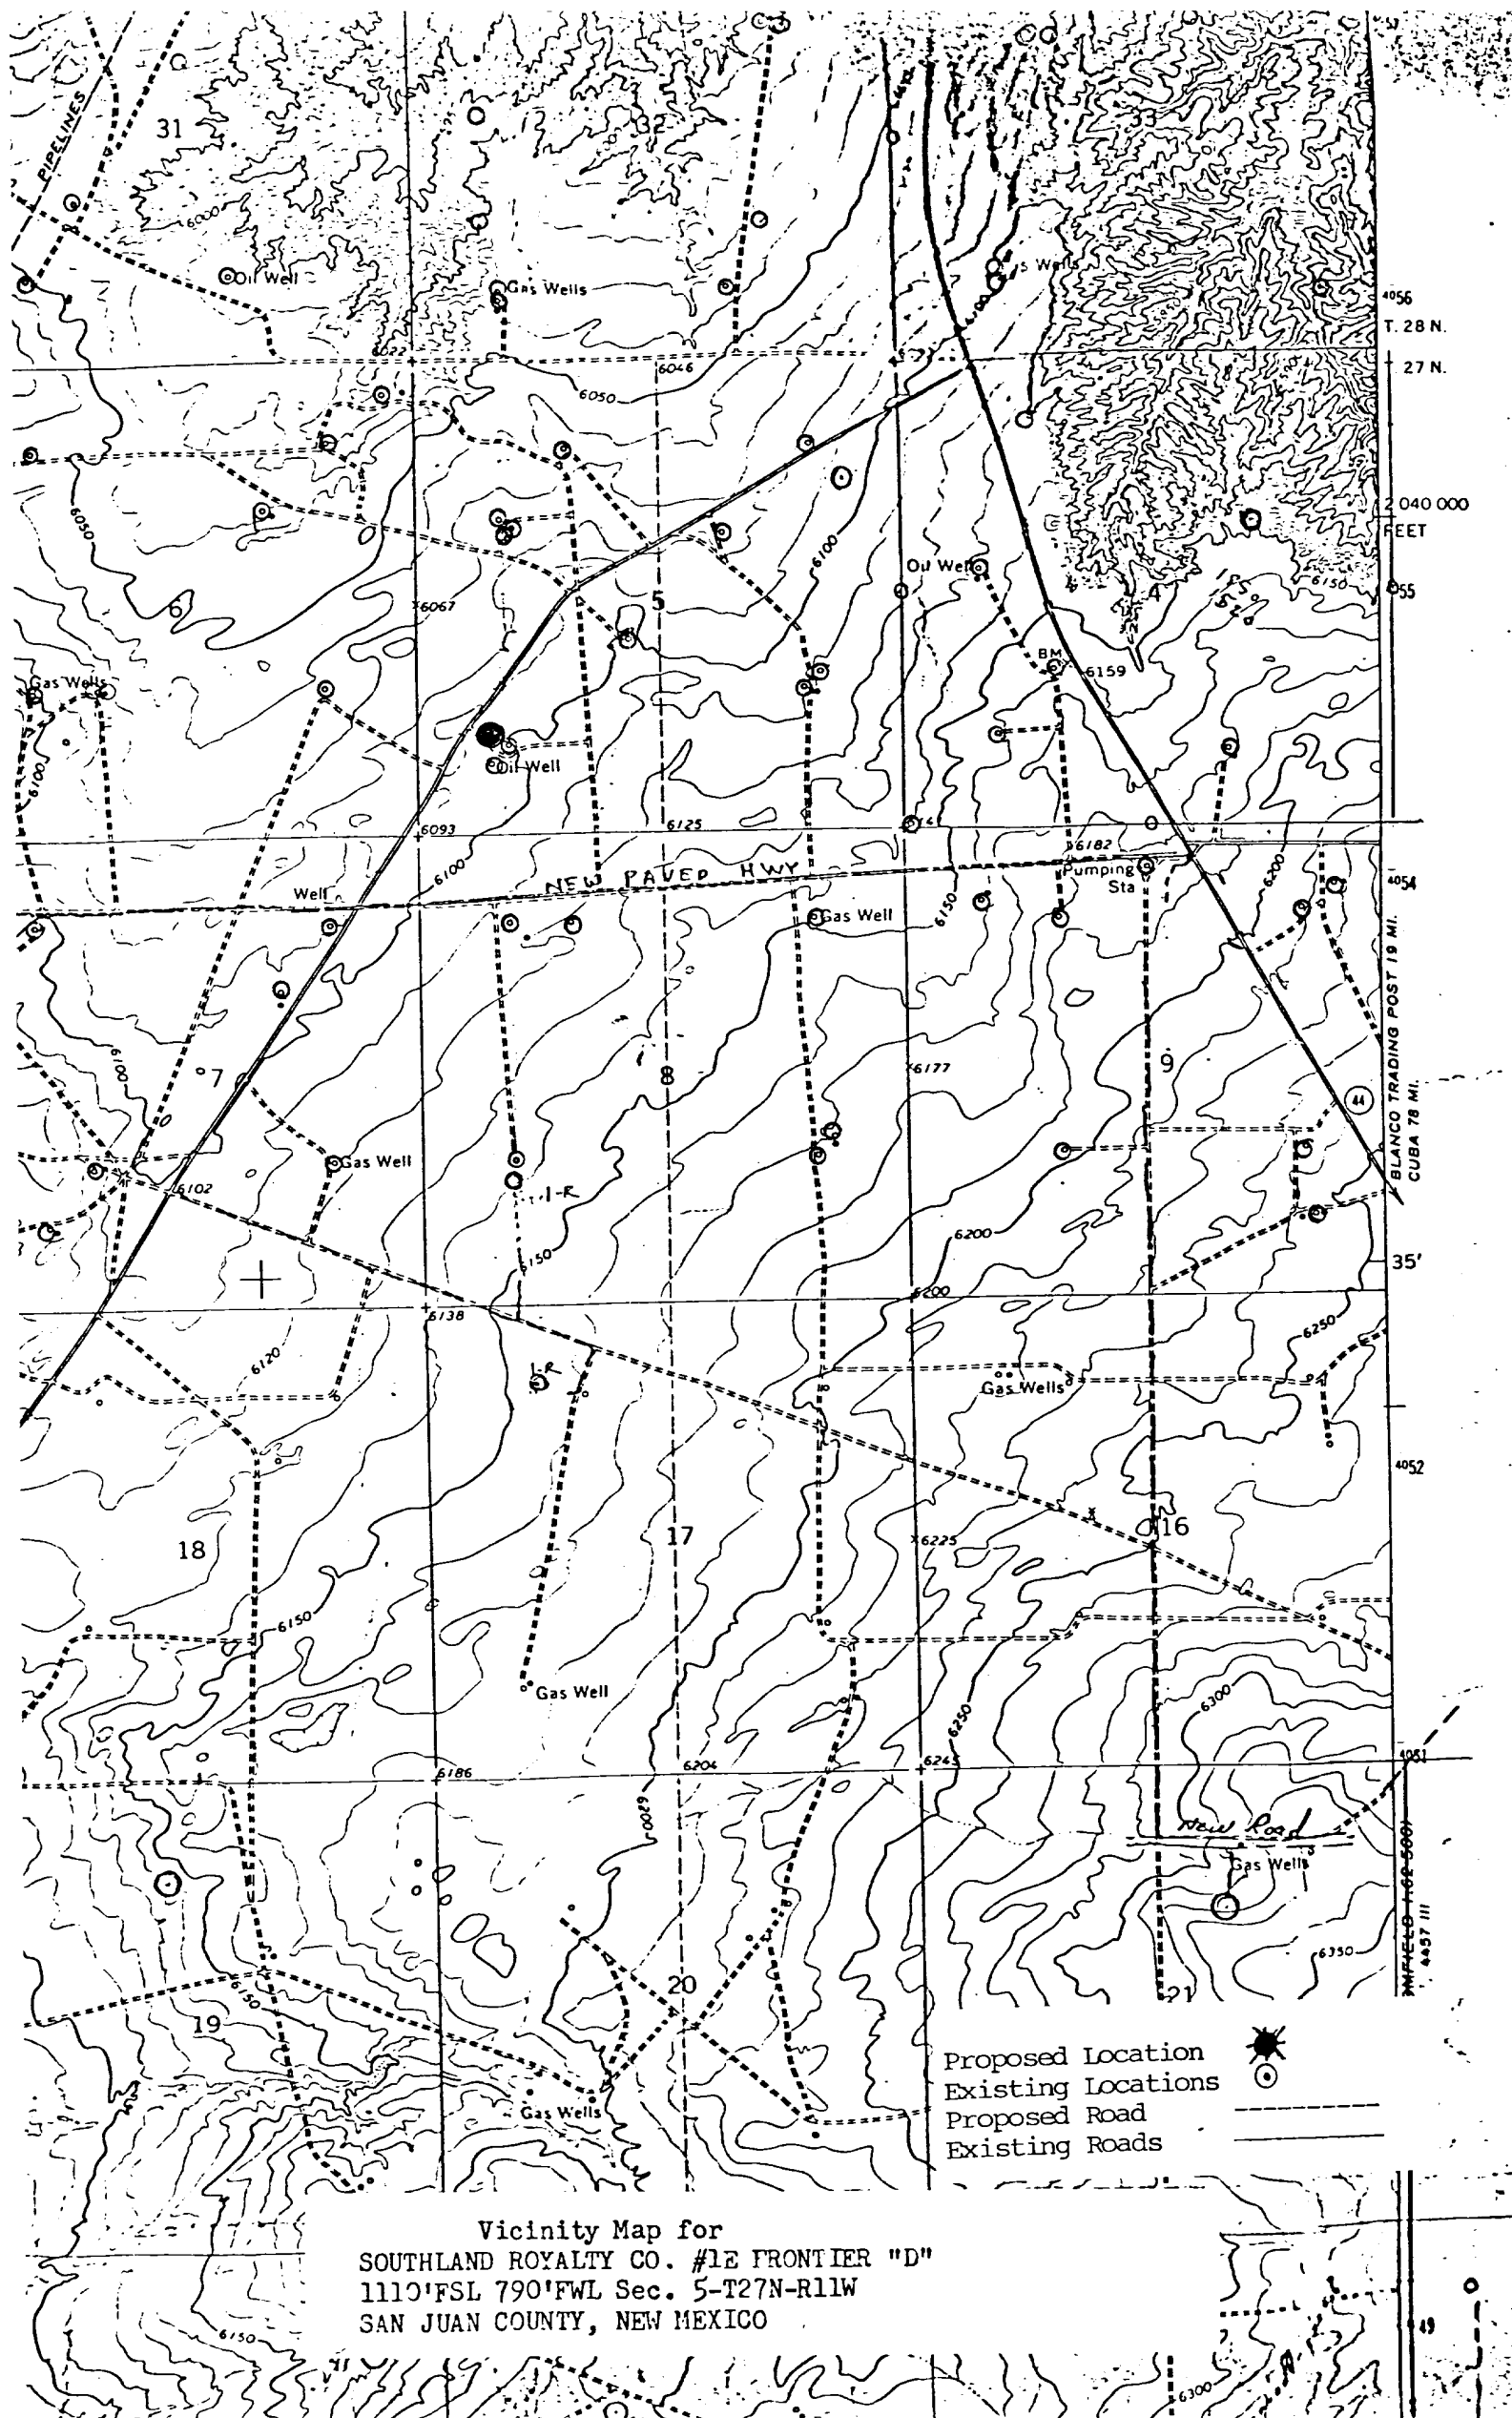 PIPELINES
31
32
33
6000
Oil Well
Gas Wells
4056
T. 28 N.
6022
6046
27 N.
6050
6050
6100
2 040 000
FEET
Oil Well
6150
55
6
6067
5
4
BM
6159
Gas Wells
6100
Oil Well
6093
6125
6182
Pumping
Sta
6100
NEW PAVED HWY
6200
4054
Well
Gas Well
6150
BLANCO TRADING POST 19 MI.
CUBA 78 MI.
6100
7
8
6177
9
44
Gas Well
6102
1-R
6150
6200
35'
6138
6200
6250
6120
1-R
Gas Wells
4052
18
17
6225
16
6150
Gas Well
6300
6250
6186
6204
6245
4051
6200
New Road
Gas Wells
6350
4457 III
20
21
6150
19
Gas Wells
Proposed Location
Existing Locations
Proposed Road
Existing Roads
Vicinity Map for
SOUTHLAND ROYALTY CO. #1E FRONTIER "D"
1110'FSL 790'FWL Sec. 5-T27N-R11W
SAN JUAN COUNTY, NEW MEXICO
6150
49
6300